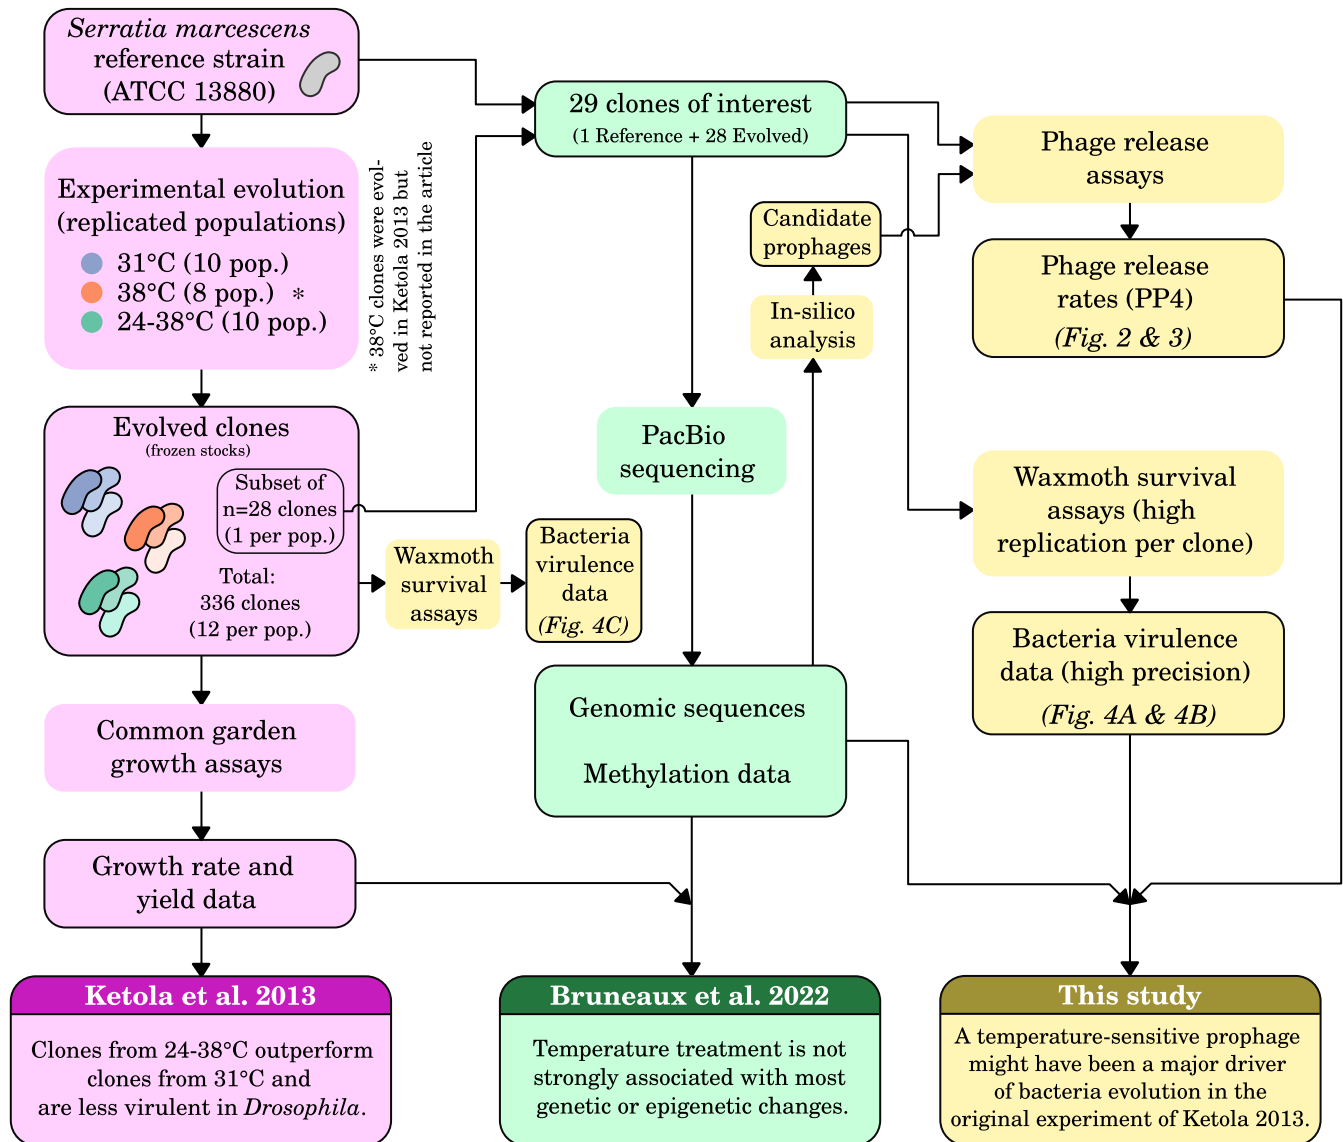 Serratia marcescens
reference strain
(ATCC 13880)
Experimental evolution
(replicated populations)
31°C (10 pop.)
38°C (8 pop.) *
24-38°C (10 pop.)
* 38°C clones were evol-
ved in Ketola 2013 but
not reported in the article
Evolved clones
(frozen stocks)
Subset of
n=28 clones
(1 per pop.)
Total:
336 clones
(12 per pop.)
Waxmoth
survival
assays
Bacteria
virulence
data
(Fig. 4C)
Common garden
growth assays
Growth rate and
yield data
Ketola et al. 2013
Clones from 24-38°C outperform
clones from 31°C and
are less virulent in Drosophila.
29 clones of interest
(1 Reference + 28 Evolved)
PacBio
sequencing
Candidate
prophages
In-silico
analysis
Genomic sequences
Methylation data
Bruneaux et al. 2022
Temperature treatment is not
strongly associated with most
genetic or epigenetic changes.
Phage release
assays
Phage release
rates (PP4)
(Fig. 2 & 3)
Waxmoth survival
assays (high
replication per clone)
Bacteria virulence
data (high precision)
(Fig. 4A & 4B)
This study
A temperature-sensitive prophage
might have been a major driver
of bacteria evolution in the
original experiment of Ketola 2013.